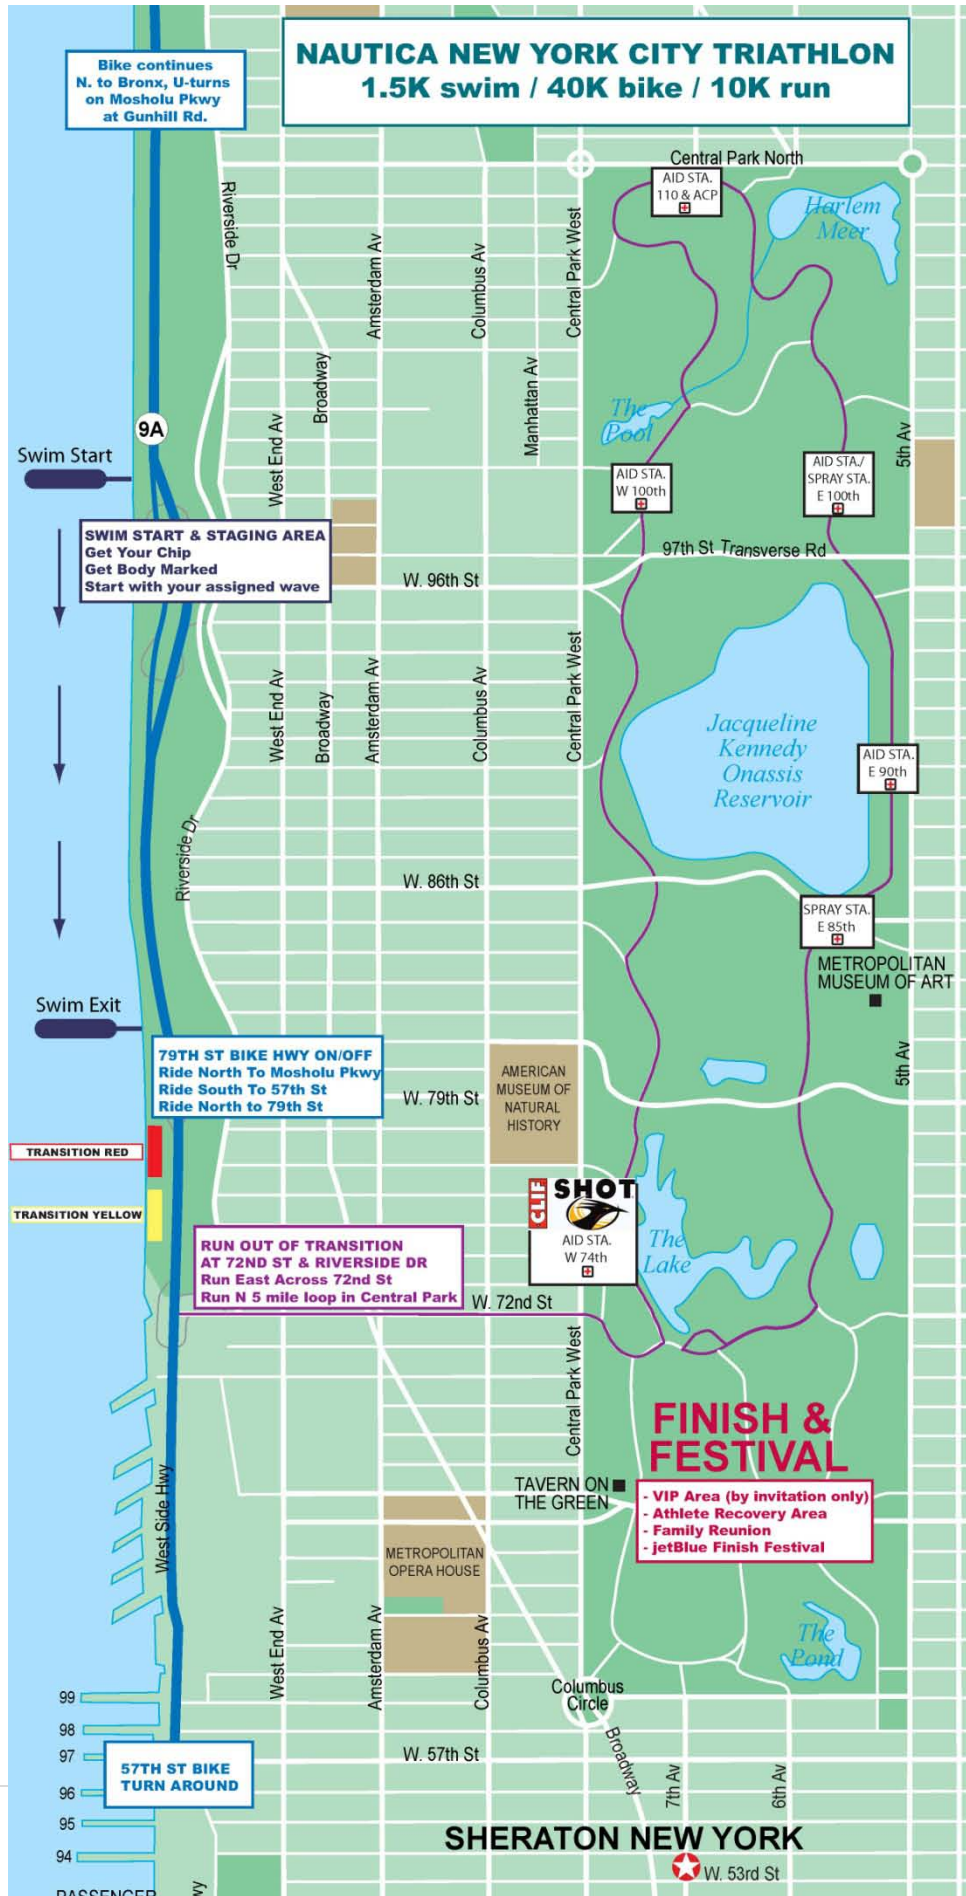 NAUTICA NEW YORK CITY TRIATHLON
1.5K swim / 40K bike / 10K run
Bike continues
N. to Bronx, U-turns
on Mosholu Pkwy
at Gunhill Rd.
Central Park North
AID STA.
110 & ACP
Harlem
Meer
Riverside Dr
Amsterdam Av
Columbus Av
Central Park West
Broadway
Manhattan Av
West End Av
The
Pool
5th Av
9A
Swim Start
AID STA.
W 100th
AID STA./
SPRAY STA.
E 100th
SWIM START & STAGING AREA
Get Your Chip
Get Body Marked
Start with your assigned wave
97th St Transverse Rd
W. 96th St
West End Av
Broadway
Amsterdam Av
Columbus Av
Central Park West
Jacqueline
Kennedy
Onassis
Reservoir
AID STA.
E 90th
Riverside Dr
W. 86th St
SPRAY STA.
E 85th
METROPOLITAN
MUSEUM OF ART
Swim Exit
5th Av
79TH ST BIKE HWY ON/OFF
Ride North To Mosholu Pkwy
Ride South To 57th St
Ride North to 79th St
W. 79th St
AMERICAN
MUSEUM OF
NATURAL
HISTORY
TRANSITION RED
TRANSITION YELLOW
CLIF
SHOT
AID STA.
W 74th
The
Lake
RUN OUT OF TRANSITION
AT 72ND ST & RIVERSIDE DR
Run East Across 72nd St
Run N 5 mile loop in Central Park
W. 72nd St
Central Park West
FINISH &
FESTIVAL
- VIP Area (by invitation only)
- Athlete Recovery Area
- Family Reunion
- jetBlue Finish Festival
TAVERN ON
THE GREEN
West Side Hwy
METROPOLITAN
OPERA HOUSE
West End Av
Amsterdam Av
Columbus Av
The
Pond
Columbus
Circle
99
98
97
96
95
94
57TH ST BIKE
TURN AROUND
W. 57th St
Broadway
7th Av
6th Av
SHERATON NEW YORK
W. 53rd St
PASSENGER
wy